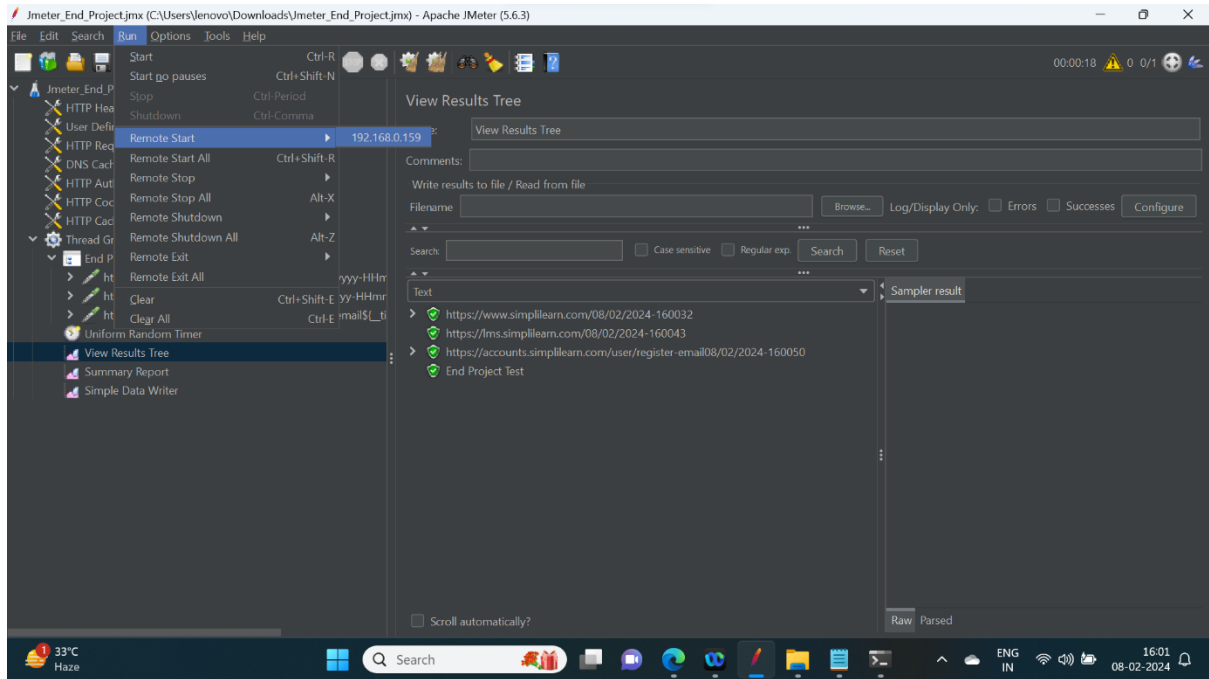 Jmeter_End_Project.jmx (C:\Users\lenovo\Downloads\Jmeter_End_Project.jmx) - Apache JMeter (5.6.3)
File Edit Search Run Options Tools Help
00:00:18 0 0/1
Start Ctrl-R
Start no pauses Ctrl+Shift-N
Stop Ctrl-Period
Shutdown Ctrl-Comma
Remote Start 192.168.0.159
Remote Start All Ctrl+Shift-R
Remote Stop
Remote Stop All Alt-X
Remote Shutdown
Remote Shutdown All Alt-Z
Remote Exit
Remote Exit All
Clear Ctrl+Shift-E
Clear All Ctrl-E
Jmeter_End_P
HTTP Hea
User Defin
HTTP Req
DNS Cach
HTTP Aut
HTTP Coo
HTTP Cac
Thread Gr
End P
ht yyyy-HHm
ht yy-HHmr
ht email$(__ti
Uniform Random Timer
View Results Tree
Summary Report
Simple Data Writer
View Results Tree
e: View Results Tree
Comments:
Write results to file / Read from file
Filename Browse... Log/Display Only: Errors Successes Configure
Search: Case sensitive Regular exp. Search Reset
Text
Sampler result
https://www.simplilearn.com/08/02/2024-160032
https://lms.simplilearn.com/08/02/2024-160043
https://accounts.simplilearn.com/user/register-email08/02/2024-160050
End Project Test
Scroll automatically?
Raw Parsed
1 33°C
Haze
Search
ENG
IN
16:01
08-02-2024